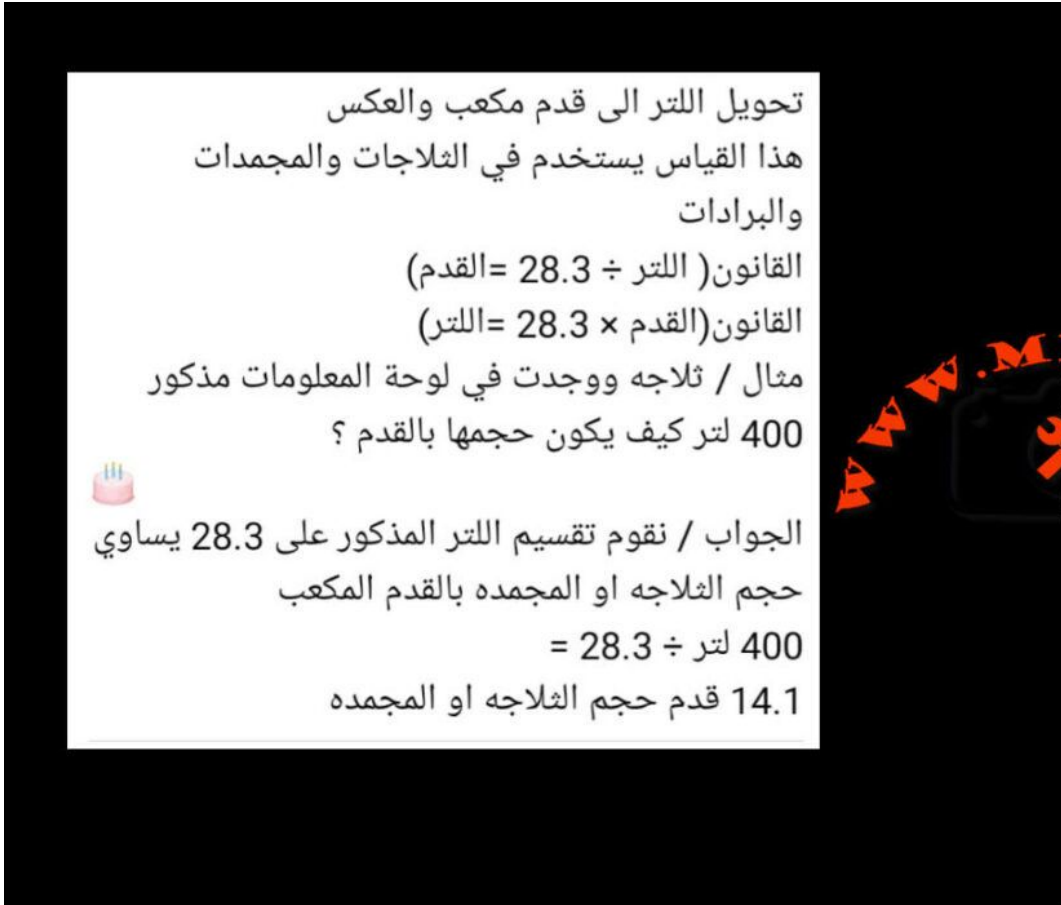 تحويل اللتر الى قدم مكعب والعكس
هذا القياس يستخدم في الثلاجات والمجمدات
والبرادات
القانون( اللتر ÷ 28.3 =القدم)
القانون(القدم × 28.3 =اللتر)
مثال / ثلاجه ووجدت في لوحة المعلومات مذكور
400 لتر كيف يكون حجمها بالقدم ؟
الجواب / نقوم تقسيم اللتر المذكور على 28.3 يساوي
حجم الثلاجه او المجمده بالقدم المكعب
400 لتر ÷ 28.3 =
14.1 قدم حجم الثلاجه او المجمده
WWW.M